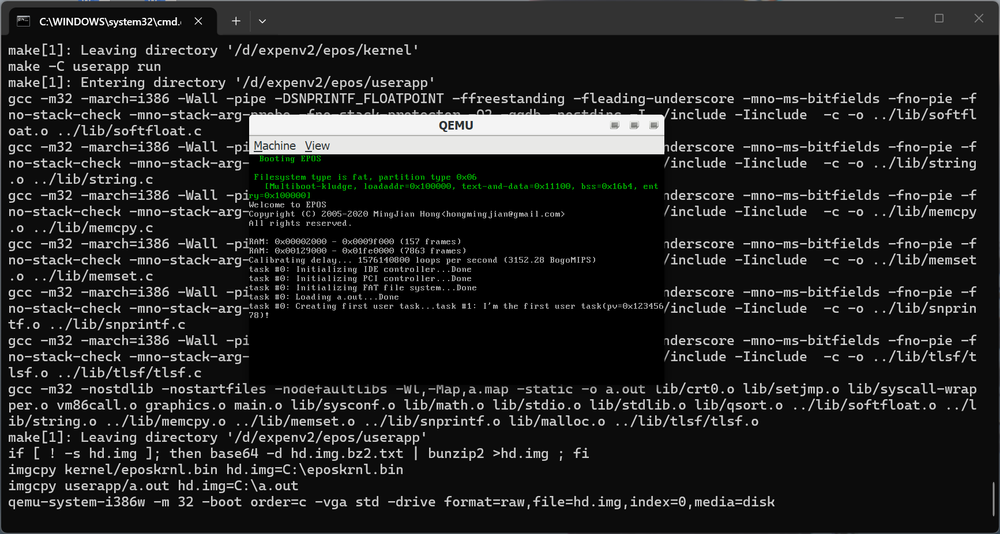 C:\WINDOWS\system32\cmd.
make[1]: Leaving directory '/d/expenv2/epos/kernel'
make -C userapp run
make[1]: Entering directory '/d/expenv2/epos/userapp'
gcc -m32 -march=i386 -Wall -pipe -DSNPRINTF_FLOATPOINT -ffreestanding -fleading-underscore -mno-ms-bitfields -fno-pie -f
no-stack-check -mno-stack-arg-probe -fno-stack-protector -O2 -ggdb -nostdinc -I../include -Iinclude  -c -o ../lib/softfl
oat.o ../lib/softfloat.c
gcc -m32 -march=i386 -Wall -pi nderscore -mno-ms-bitfields -fno-pie -f
no-stack-check -mno-stack-arg- /include -Iinclude  -c -o ../lib/string
.o ../lib/string.c
gcc -m32 -march=i386 -Wall -pi nderscore -mno-ms-bitfields -fno-pie -f
no-stack-check -mno-stack-arg- /include -Iinclude  -c -o ../lib/memcpy
.o ../lib/memcpy.c
gcc -m32 -march=i386 -Wall -pi nderscore -mno-ms-bitfields -fno-pie -f
no-stack-check -mno-stack-arg- /include -Iinclude  -c -o ../lib/memset
.o ../lib/memset.c
gcc -m32 -march=i386 -Wall -pi nderscore -mno-ms-bitfields -fno-pie -f
no-stack-check -mno-stack-arg- /include -Iinclude  -c -o ../lib/snprin
tf.o ../lib/snprintf.c
gcc -m32 -march=i386 -Wall -pi nderscore -mno-ms-bitfields -fno-pie -f
no-stack-check -mno-stack-arg- /include -Iinclude  -c -o ../lib/tlsf/t
lsf.o ../lib/tlsf/tlsf.c
gcc -m32 -nostdlib -nostartfiles -nodefaultlibs -Wl,-Map,a.map -static -o a.out lib/crt0.o lib/setjmp.o lib/syscall-wrap
per.o vm86call.o graphics.o main.o lib/sysconf.o lib/math.o lib/stdio.o lib/stdlib.o lib/qsort.o ../lib/softfloat.o ../l
ib/string.o ../lib/memcpy.o ../lib/memset.o ../lib/snprintf.o lib/malloc.o ../lib/tlsf/tlsf.o
make[1]: Leaving directory '/d/expenv2/epos/userapp'
if [ ! -s hd.img ]; then base64 -d hd.img.bz2.txt | bunzip2 >hd.img ; fi
imgcpy kernel/eposkrnl.bin hd.img=C:\eposkrnl.bin
imgcpy userapp/a.out hd.img=C:\a.out
qemu-system-i386w -m 32 -boot order=c -vga std -drive format=raw,file=hd.img,index=0,media=disk
QEMU
Machine View
Booting EPOS
Filesystem type is fat, partition type 0x06
[Multiboot-kludge, loadaddr=0x100000, text-and-data=0x11100, bss=0x16b4, ent
ry=0x100000]
Welcome to EPOS
Copyright (C) 2005-2020 MingJian Hong<hongmingjian@gmail.com>
All rights reserved.
RAM: 0x00002000 - 0x0009f000 (157 frames)
RAM: 0x00129000 - 0x01fe0000 (7863 frames)
Calibrating delay... 1576140800 loops per second (3152.28 BogoMIPS)
task #0: Initializing IDE controller...Done
task #0: Initializing PCI controller...Done
task #0: Initializing FAT file system...Done
task #0: Loading a.out...Done
task #0: Creating first user task...task #1: I'm the first user task(pv=0x123456
78)!